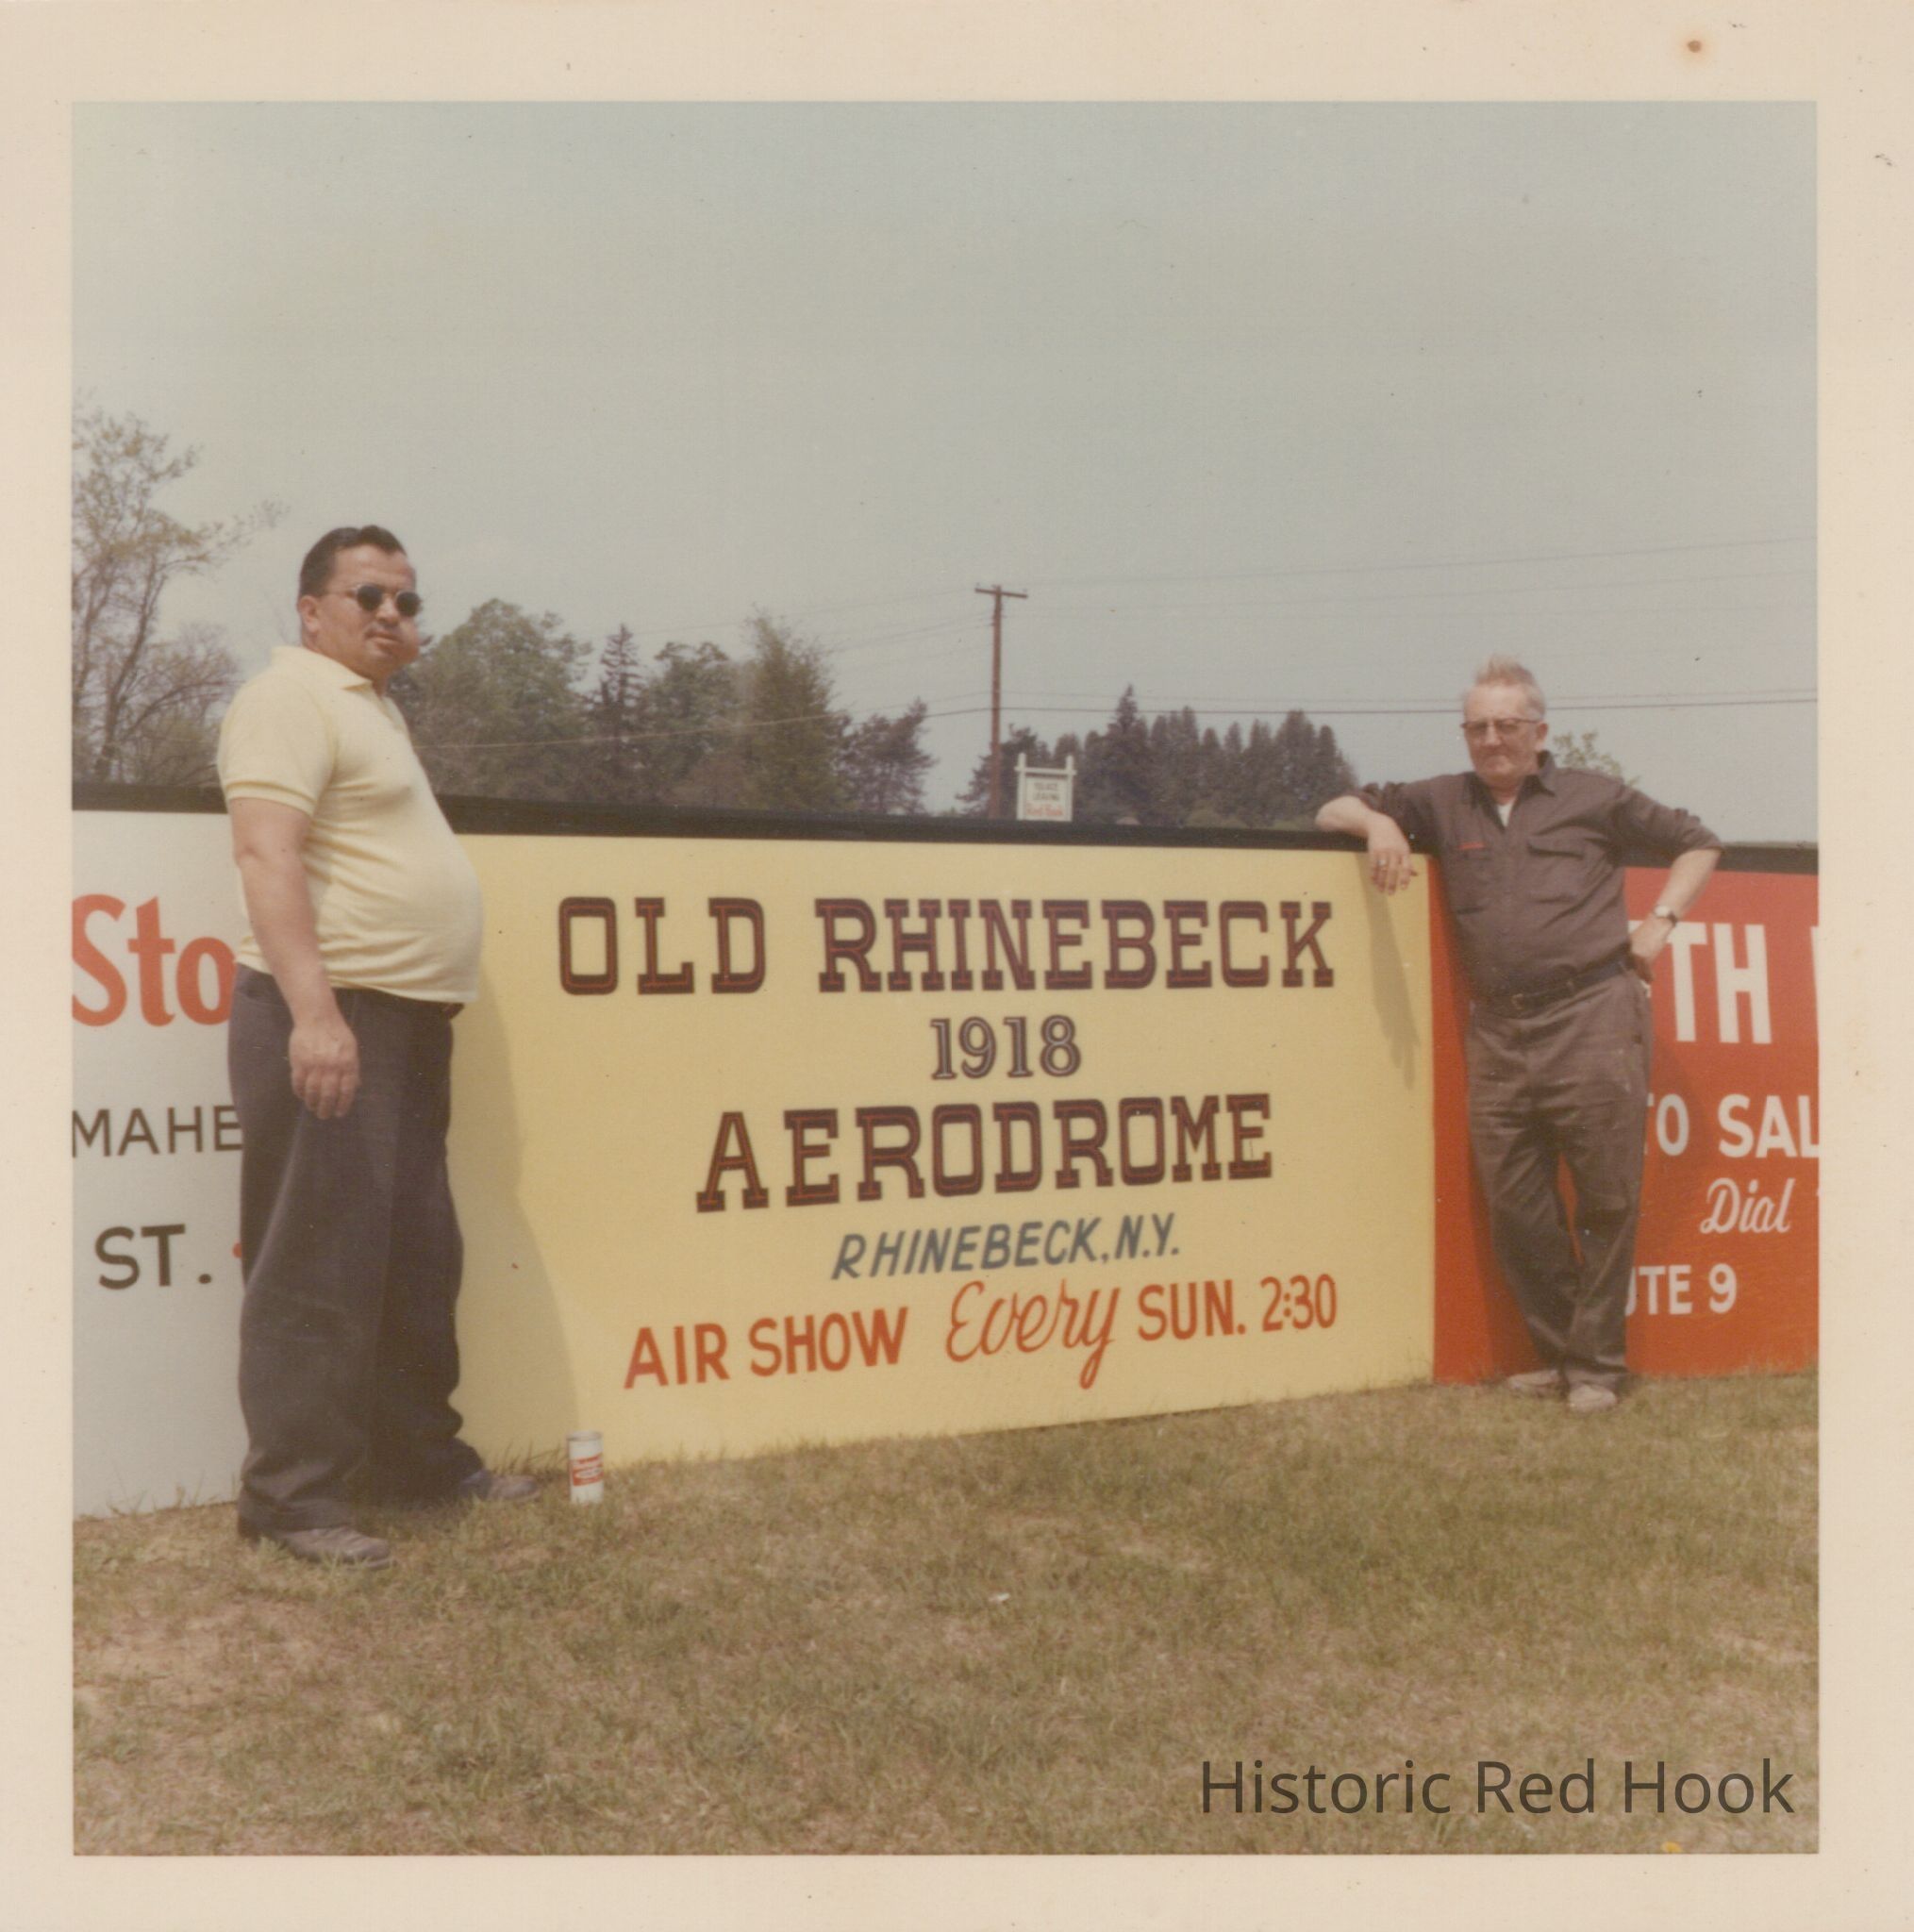 Sto
MAHE
ST.
OLD RHINEBECK
1918
AERODROME
RHINEBECK, N.Y.
AIR SHOW Every SUN. 2:30
TH
TO SAL
Dial
UTE 9
Historic Red Hook